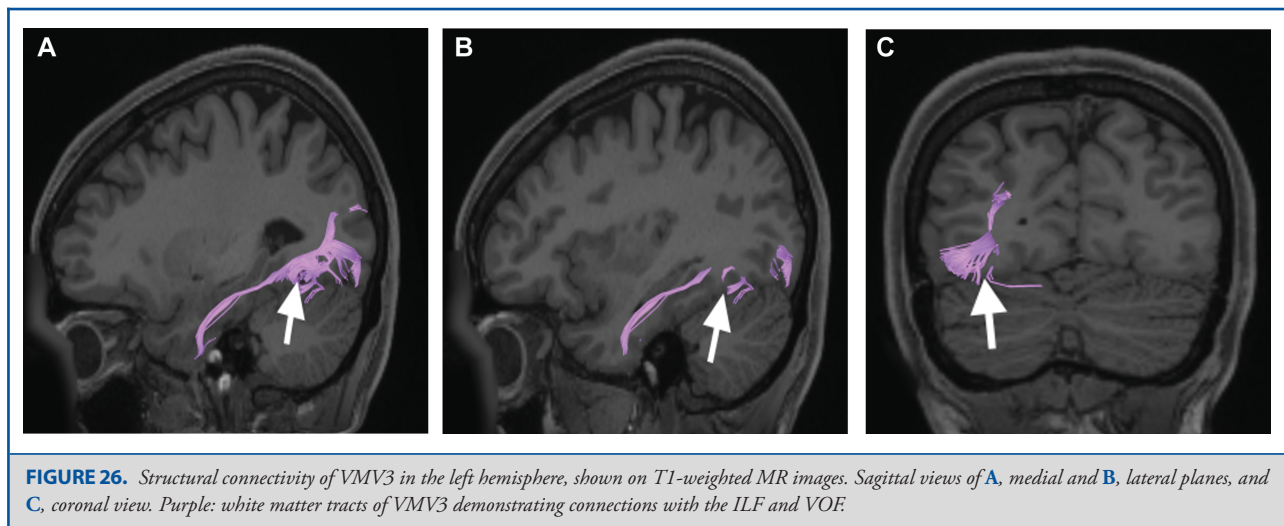 A
B
C
FIGURE 26. Structural connectivity of VMV3 in the left hemisphere, shown on T1-weighted MR images. Sagittal views of A, medial and B, lateral planes, and
C, coronal view. Purple: white matter tracts of VMV3 demonstrating connections with the ILF and VOF.